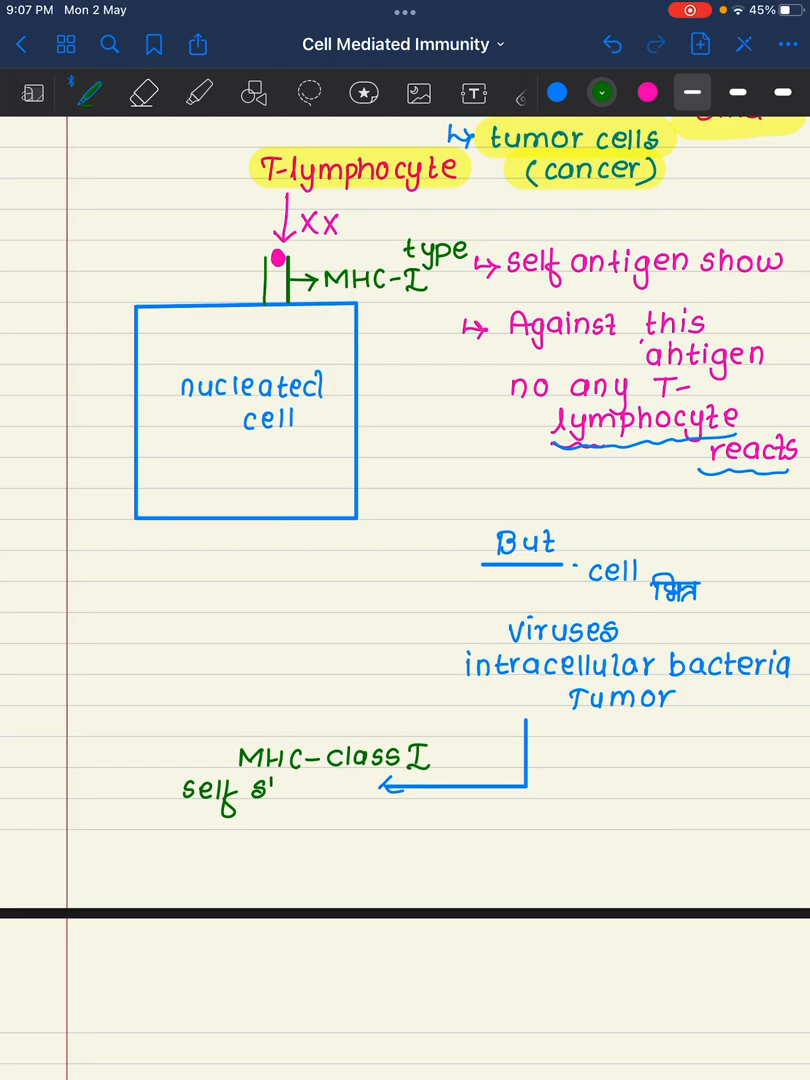 9:07 PM Mon 2 May
45%
Cell Mediated Immunity
tumor cells
(cancer)
T-lymphocyte
XX
type
MHC-I
self antigen show
Against this
antigen
no any T-
lymphocyte
reacts
nucleated
cell
But
cell भित्र
viruses
intracellular bacteria
Tumor
MHC-class I
self s'